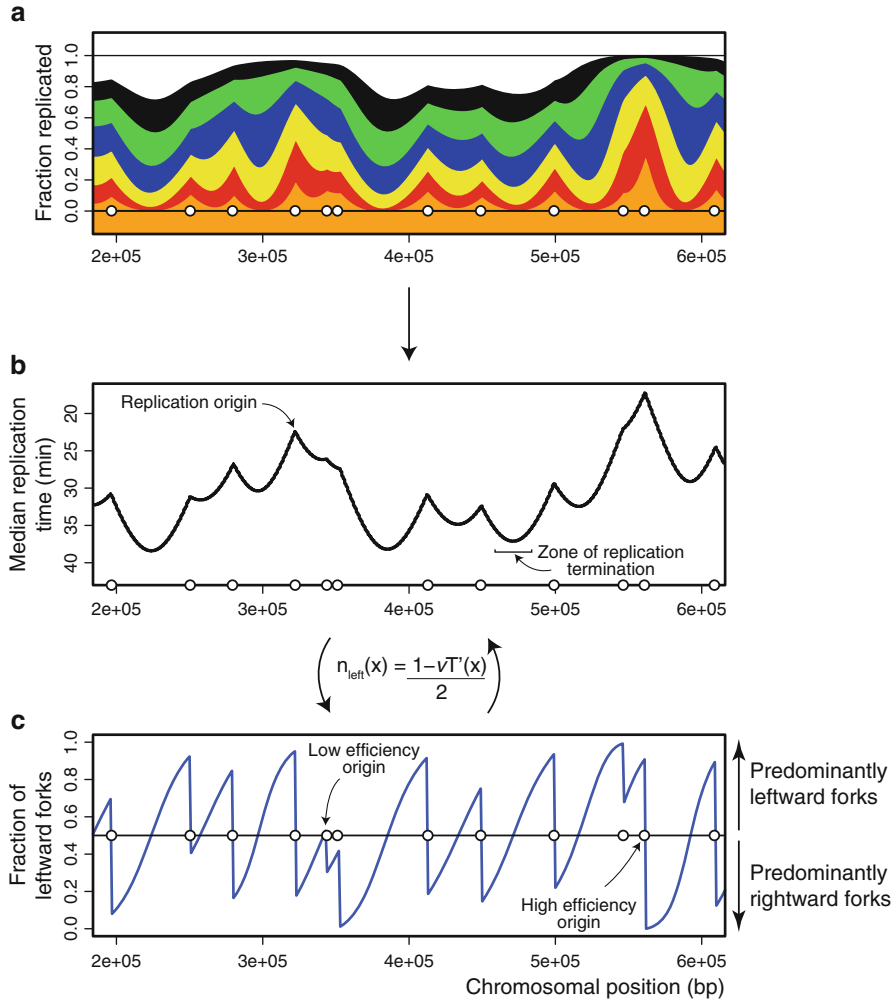 a
Fraction replicated
1.0
0.8
0.6
0.4
0.2
0.0
2e+05 3e+05 4e+05 5e+05 6e+05
b
Median replication
time (min)
20
25
30
35
40
Replication origin
Zone of replication
termination
2e+05 3e+05 4e+05 5e+05 6e+05
n_left(x) = 1−vT'(x)
2
c
Fraction of
leftward forks
1.0
0.8
0.6
0.4
0.2
0.0
Low efficiency
origin
High efficiency
origin
Predominantly
leftward forks
Predominantly
rightward forks
2e+05 3e+05 4e+05 5e+05 6e+05
Chromosomal position (bp)